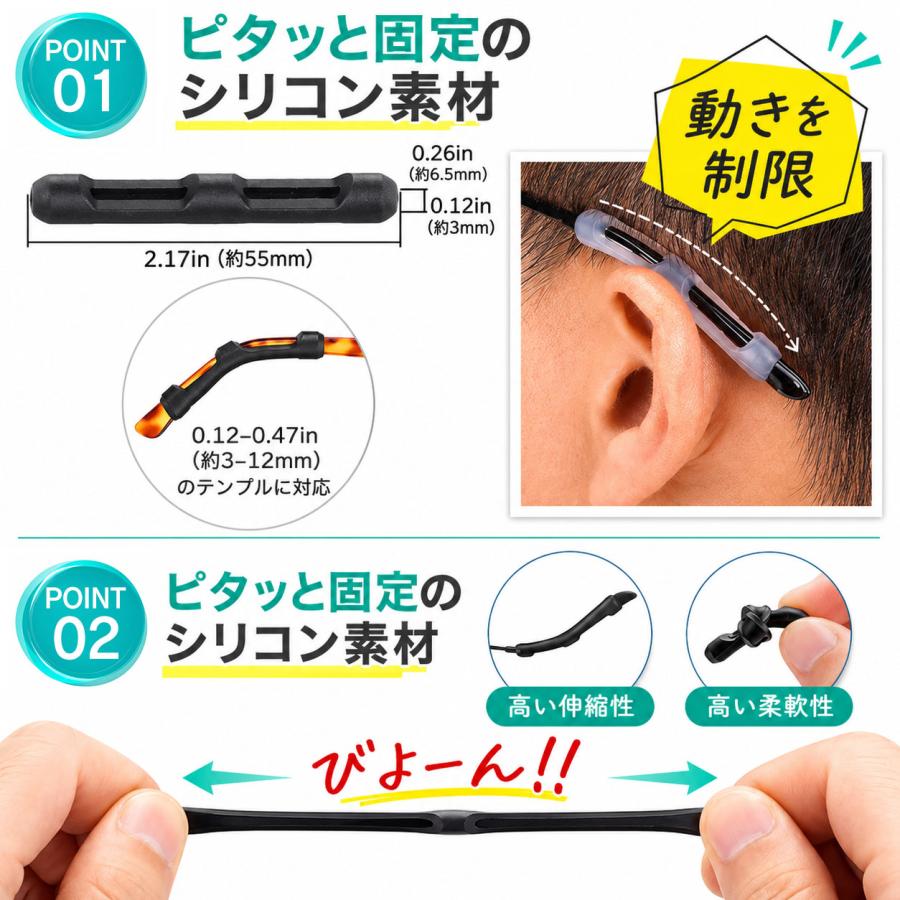 POINT
01
ピタッと固定の
シリコン素材
動きを
制限
0.26in
(約6.5mm)
0.12in
(約3mm)
2.17in (約55mm)
0.12–0.47in
(約3–12mm)
のテンプルに対応
POINT
02
ピタッと固定の
シリコン素材
高い伸縮性
高い柔軟性
びよーん!!